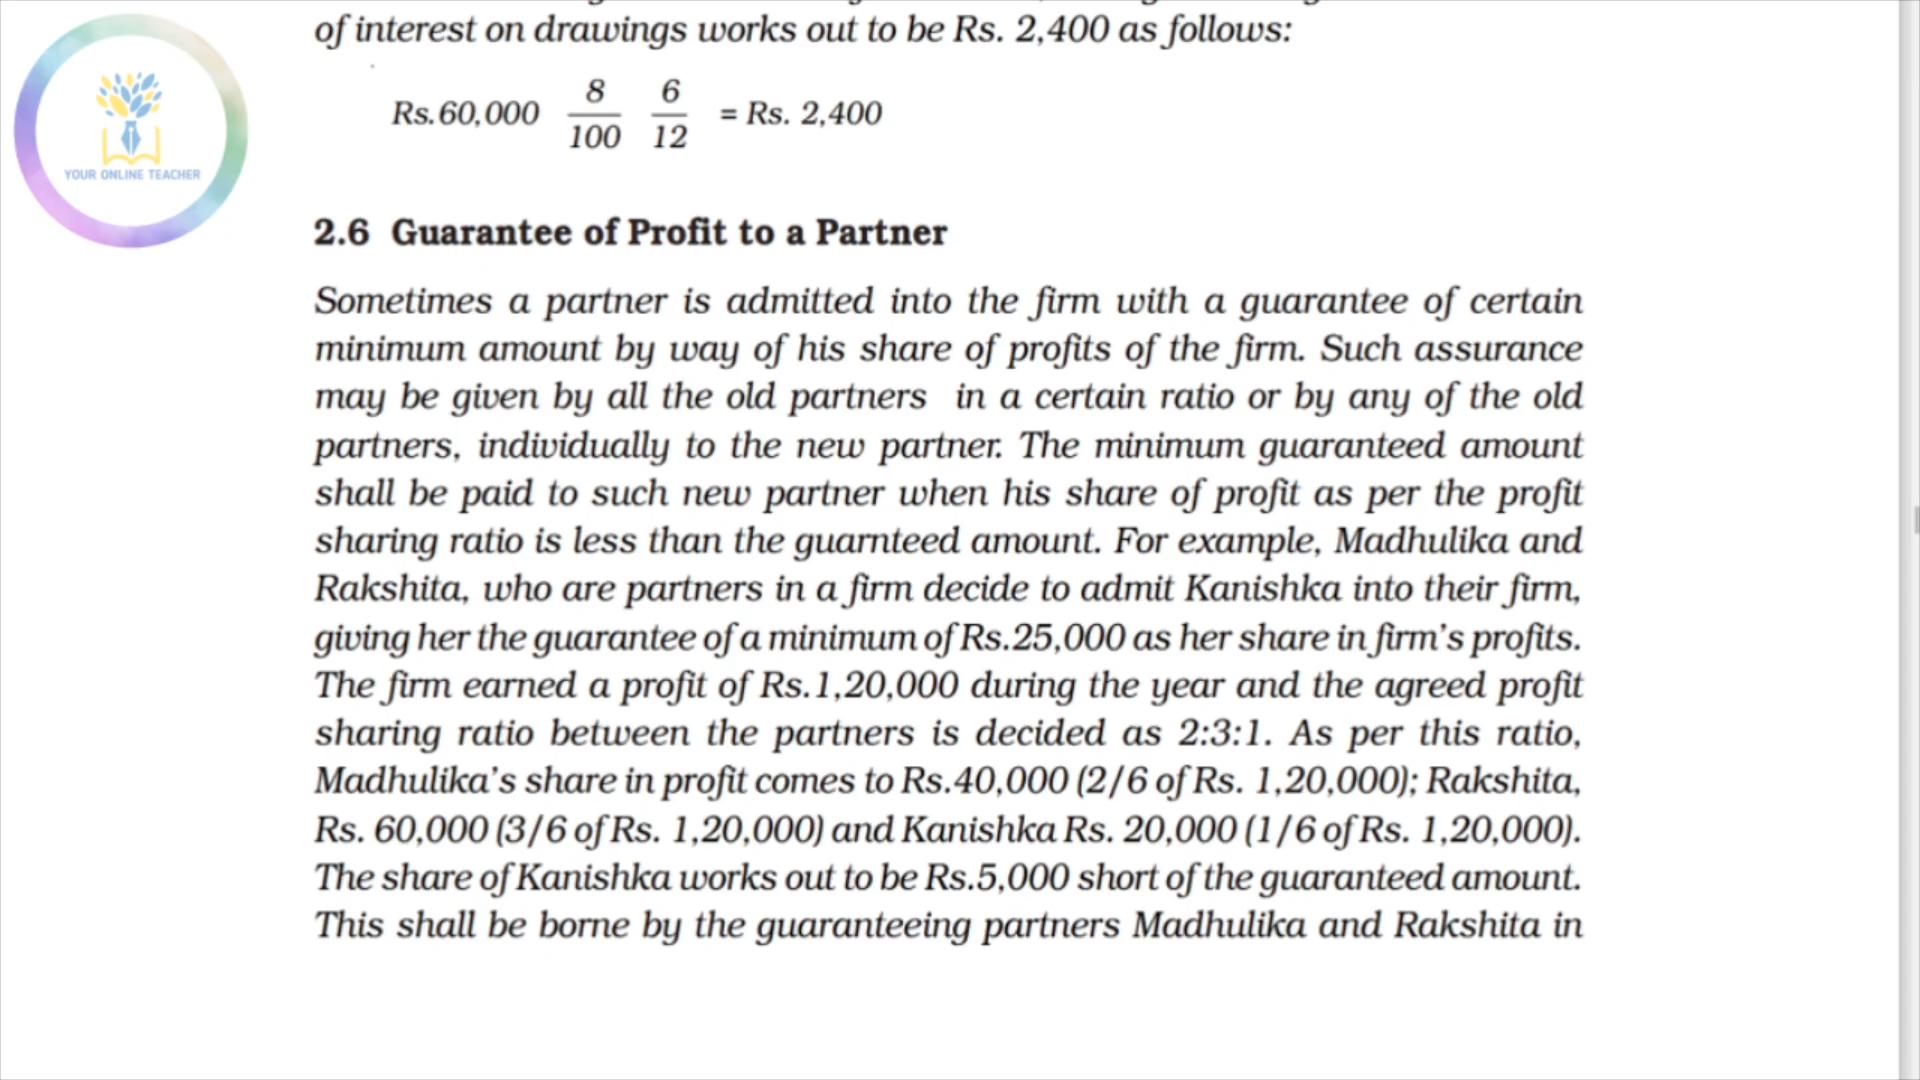 of interest on drawings works out to be Rs. 2,400 as follows:
Rs.60,000 8/100 6/12 = Rs. 2,400
YOUR ONLINE TEACHER
2.6 Guarantee of Profit to a Partner
Sometimes a partner is admitted into the firm with a guarantee of certain
minimum amount by way of his share of profits of the firm. Such assurance
may be given by all the old partners in a certain ratio or by any of the old
partners, individually to the new partner. The minimum guaranteed amount
shall be paid to such new partner when his share of profit as per the profit
sharing ratio is less than the guarnteed amount. For example, Madhulika and
Rakshita, who are partners in a firm decide to admit Kanishka into their firm,
giving her the guarantee of a minimum of Rs.25,000 as her share in firm's profits.
The firm earned a profit of Rs.1,20,000 during the year and the agreed profit
sharing ratio between the partners is decided as 2:3:1. As per this ratio,
Madhulika's share in profit comes to Rs.40,000 (2/6 of Rs. 1,20,000); Rakshita,
Rs. 60,000 (3/6 of Rs. 1,20,000) and Kanishka Rs. 20,000 (1/6 of Rs. 1,20,000).
The share of Kanishka works out to be Rs.5,000 short of the guaranteed amount.
This shall be borne by the guaranteeing partners Madhulika and Rakshita in